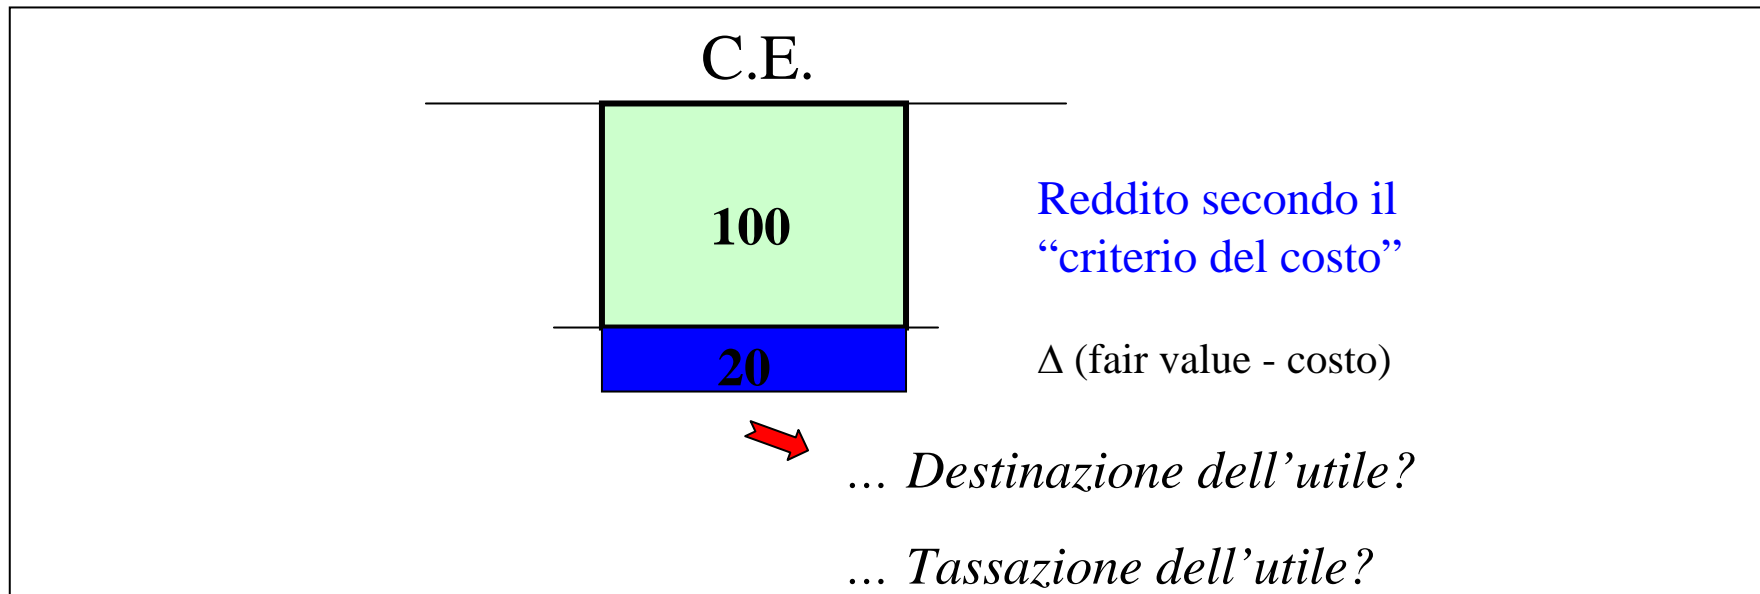 C.E.
100
Reddito secondo il
“criterio del costo”
20
Δ (fair value - costo)
… Destinazione dell’utile?
… Tassazione dell’utile?